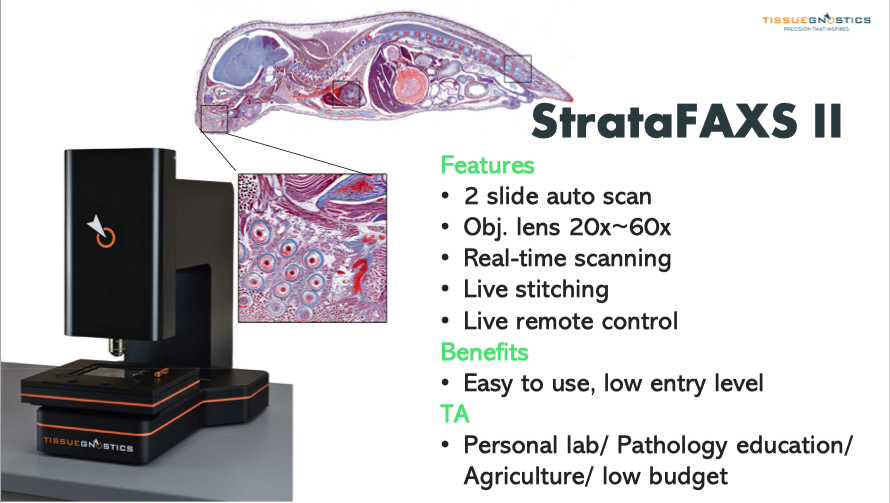 TISSUEGNOSTICS
PRECISION THAT INSPIRES
StrataFAXS II
Features
• 2 slide auto scan
• Obj. lens 20x~60x
• Real-time scanning
• Live stitching
• Live remote control
Benefits
• Easy to use, low entry level
TA
• Personal lab/ Pathology education/
Agriculture/ low budget
TISSUEGNOSTICS